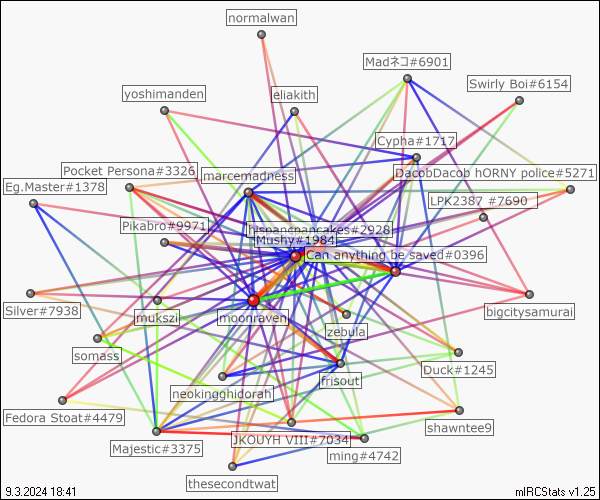 normalwan
Madネコ#6901
Swirly Boi#6154
yoshimanden
eliakith
Cypha#1717
Pocket Persona#3326
marcemadness
DacobDacob hORNY police#5271
Eg.Master#1378
LPK2387 #7690
Pikabro#9971
hispancpancakes#2928
Mushy#1984
Can anything be saved#0396
Silver#7938
mukszi
moonraven
bigcitysamurai
zebula
somass
Duck#1245
neokingghidorah
frisout
Fedora Stoat#4479
shawntee9
JKOUYH VIII#7034
Majestic#3375
ming#4742
thesecondtwat
9.3.2024 18:41
mIRCStats v1.25